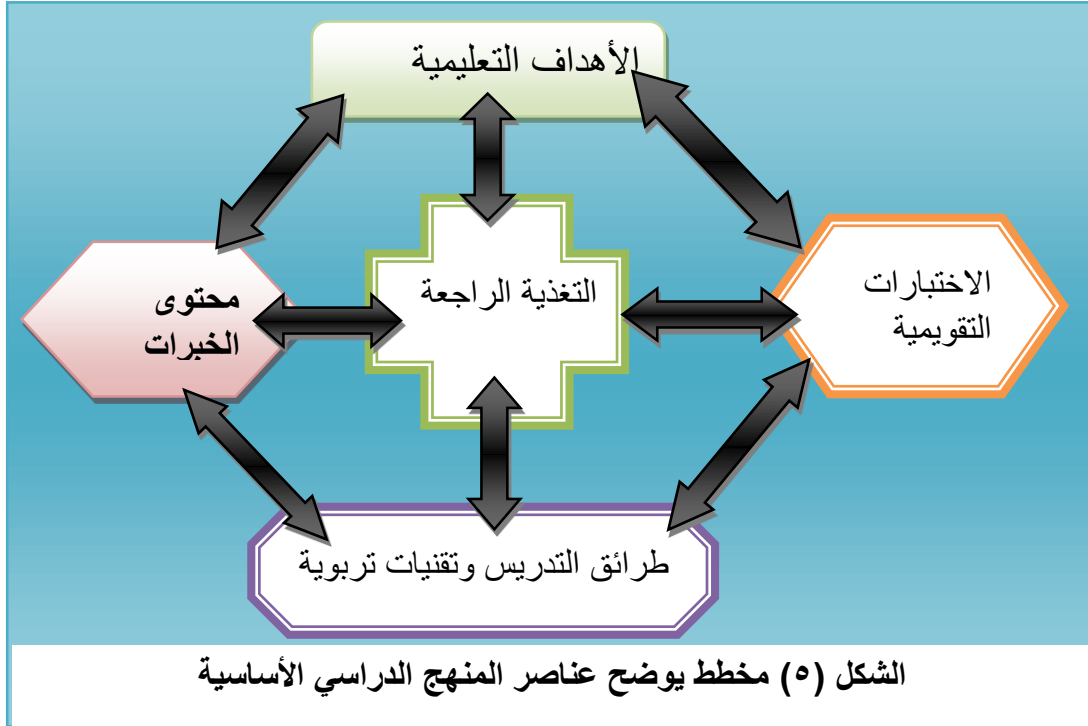 الأهداف التعليمية
الاختبارات
التقويمية
التغذية الراجعة
محتوى
الخبرات
طرائق التدريس وتقنيات تربوية
الشكل (٥) مخطط يوضح عناصر المنهج الدراسي الأساسية